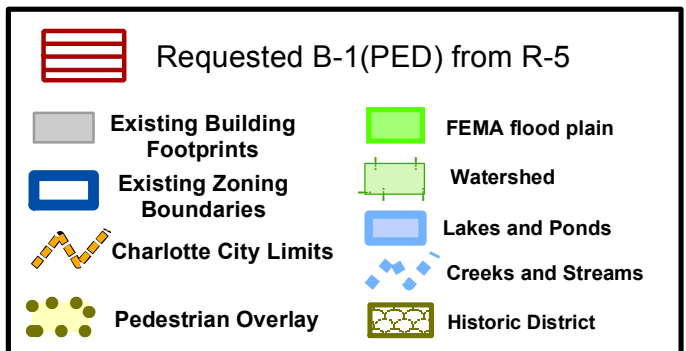 Requested B-1(PED) from R-5
Existing Building
Footprints
Existing Zoning
Boundaries
Charlotte City Limits
Pedestrian Overlay
FEMA flood plain
Watershed
Lakes and Ponds
Creeks and Streams
Historic District